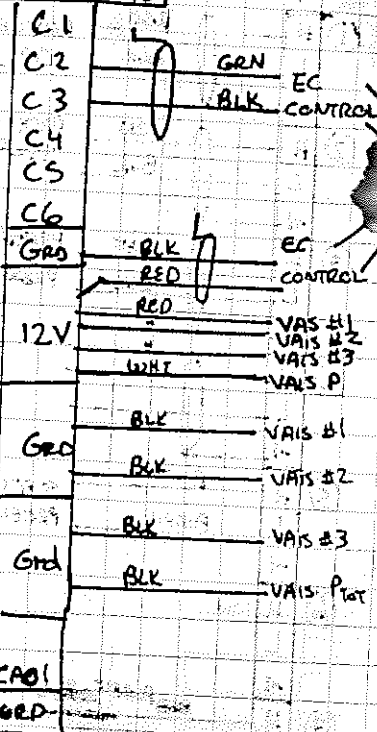 C1
C2 GRN EC
C3 BLK CONTROL
C4
C5
C6
GRD BLK EC
RED CONTROL
RED VAS #1
12V " VAIS #2
" VAIS #3
WHT VAIS P
BLK VAIS #1
GRD
BLK VAIS #2
BLK VAIS #3
Grd
BLK VAIS PTOT
CAO1
GRD